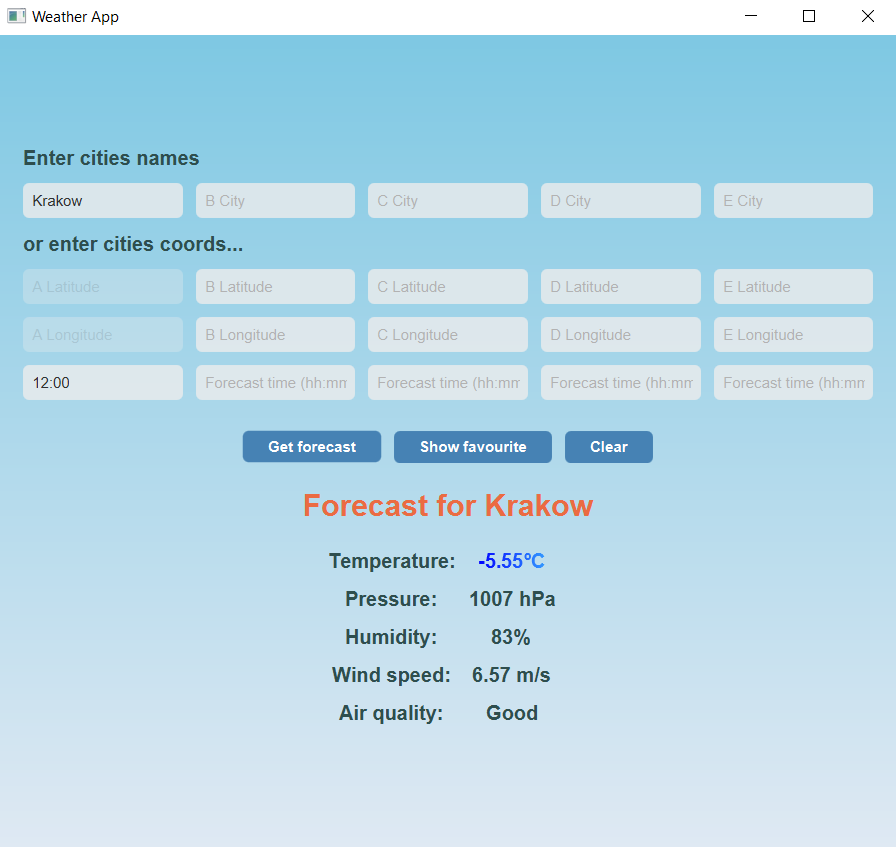 Weather App
Enter cities names
Krakow B City C City D City E City
or enter cities coords...
A Latitude B Latitude C Latitude D Latitude E Latitude
A Longitude B Longitude C Longitude D Longitude E Longitude
12:00 Forecast time (hh:mm Forecast time (hh:mm Forecast time (hh:mm Forecast time (hh:mm
Get forecast Show favourite Clear
Forecast for Krakow
Temperature: -5.55°C
Pressure: 1007 hPa
Humidity: 83%
Wind speed: 6.57 m/s
Air quality: Good